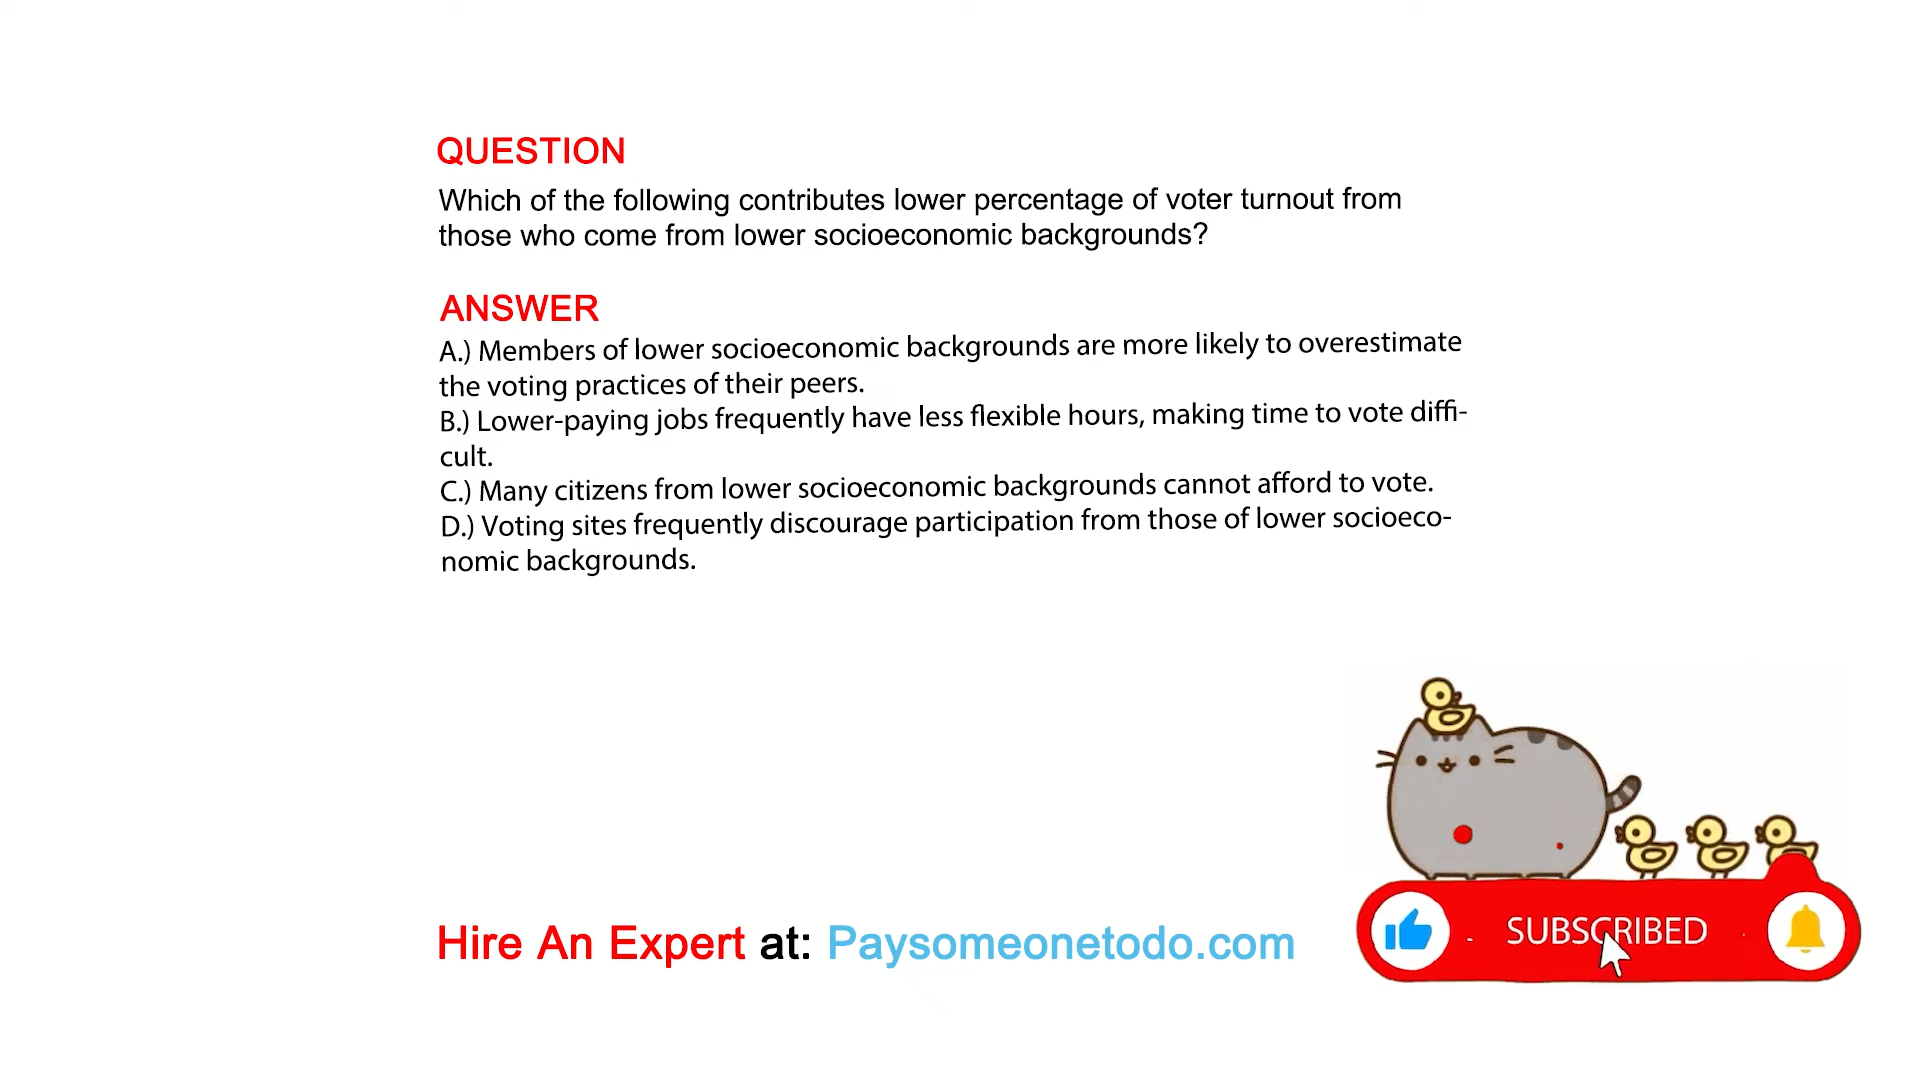 QUESTION
Which of the following contributes lower percentage of voter turnout from
those who come from lower socioeconomic backgrounds?
ANSWER
A.) Members of lower socioeconomic backgrounds are more likely to overestimate
the voting practices of their peers.
B.) Lower-paying jobs frequently have less flexible hours, making time to vote diffi-
cult.
C.) Many citizens from lower socioeconomic backgrounds cannot afford to vote.
D.) Voting sites frequently discourage participation from those of lower socioeco-
nomic backgrounds.
Hire An Expert at: Paysomeonetodo.com
SUBSCRIBED